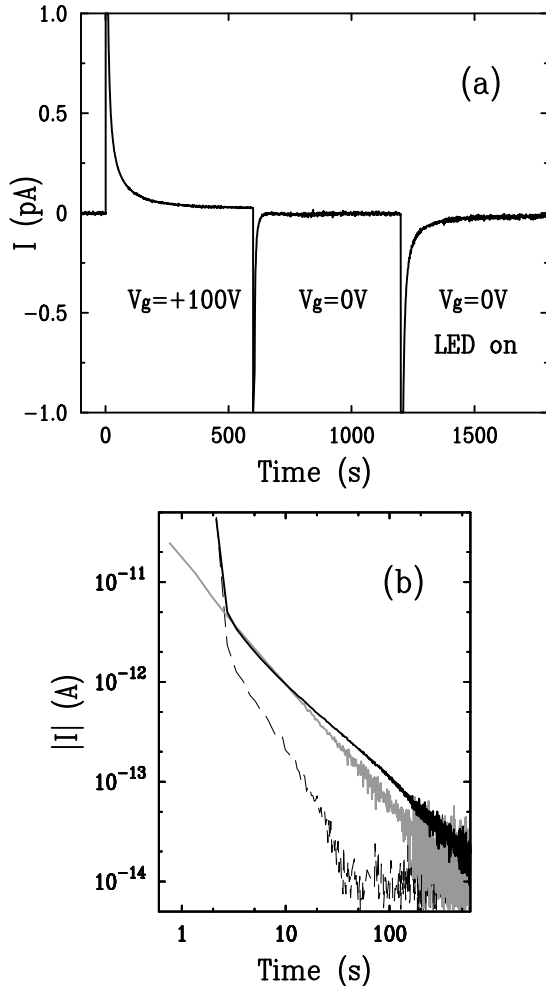 1.0
(a)
0.5
I (pA)
0
Vg=+100V Vg=0V Vg=0V
−0.5
LED on
−1.0
0 500 1000 1500
Time (s)
(b)
10⁻¹¹
10⁻¹²
|I| (A)
10⁻¹³
10⁻¹⁴
1 10 100
Time (s)